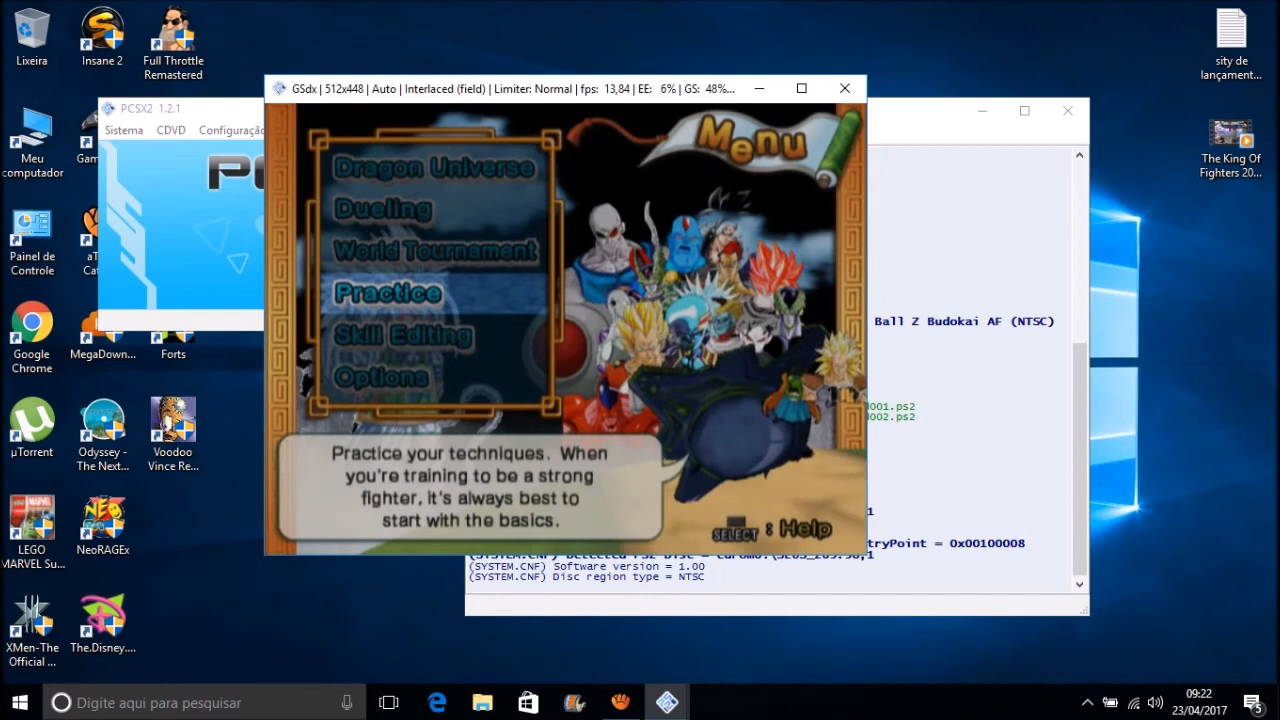 Lixeira
Insane 2
Full Throttle
Remastered
sity de
lançament...
Meu
computador
The King Of
Fighters 20...
Painel de
Controle
Google
Chrome
MegaDown...
Forts
µTorrent
Odyssey -
The Next...
Voodoo
Vince Re...
LEGO
MARVEL Su...
NeoRAGEx
XMen-The
Official ...
The.Disney....
PCSX2 1.2.1
Sistema CDVD
GSdx | 512x448 | Auto | Interlaced (field) | Limiter: Normal | fps: 13,84 | EE: 6% | GS: 48%...
Menu
Dragon Universe
Dueling
World Tournament
Practice
Skill Editing
Options
Practice your techniques. When
you're training to be a strong
fighter, it's always best to
start with the basics.
SELECT : Help
Ball Z Budokai AF (NTSC)
001.ps2
002.ps2
1
tryPoint = 0x00100008
(SYSTEM.CNF) Software version = 1.00
(SYSTEM.CNF) Disc region type = NTSC
Digite aqui para pesquisar
09:22
23/04/2017
5